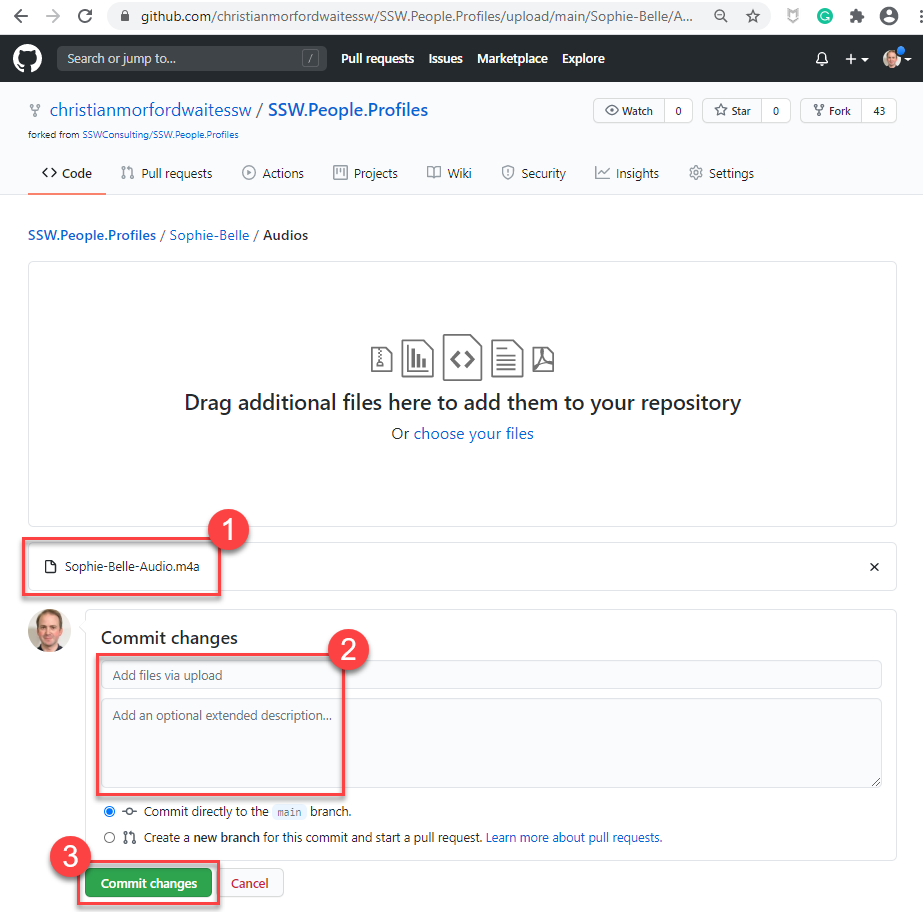 github.com/christianmorfordwaitessw/SSW.People.Profiles/upload/main/Sophie-Belle/A...
Search or jump to... /
Pull requests Issues Marketplace Explore
christianmorfordwaitessw / SSW.People.Profiles
Watch 0 Star 0 Fork 43
forked from SSWConsulting/SSW.People.Profiles
Code Pull requests Actions Projects Wiki Security Insights Settings
SSW.People.Profiles / Sophie-Belle / Audios
Drag additional files here to add them to your repository
Or choose your files
1
Sophie-Belle-Audio.m4a
Commit changes
2
Add files via upload
Add an optional extended description...
Commit directly to the main branch.
Create a new branch for this commit and start a pull request. Learn more about pull requests.
3
Commit changes Cancel